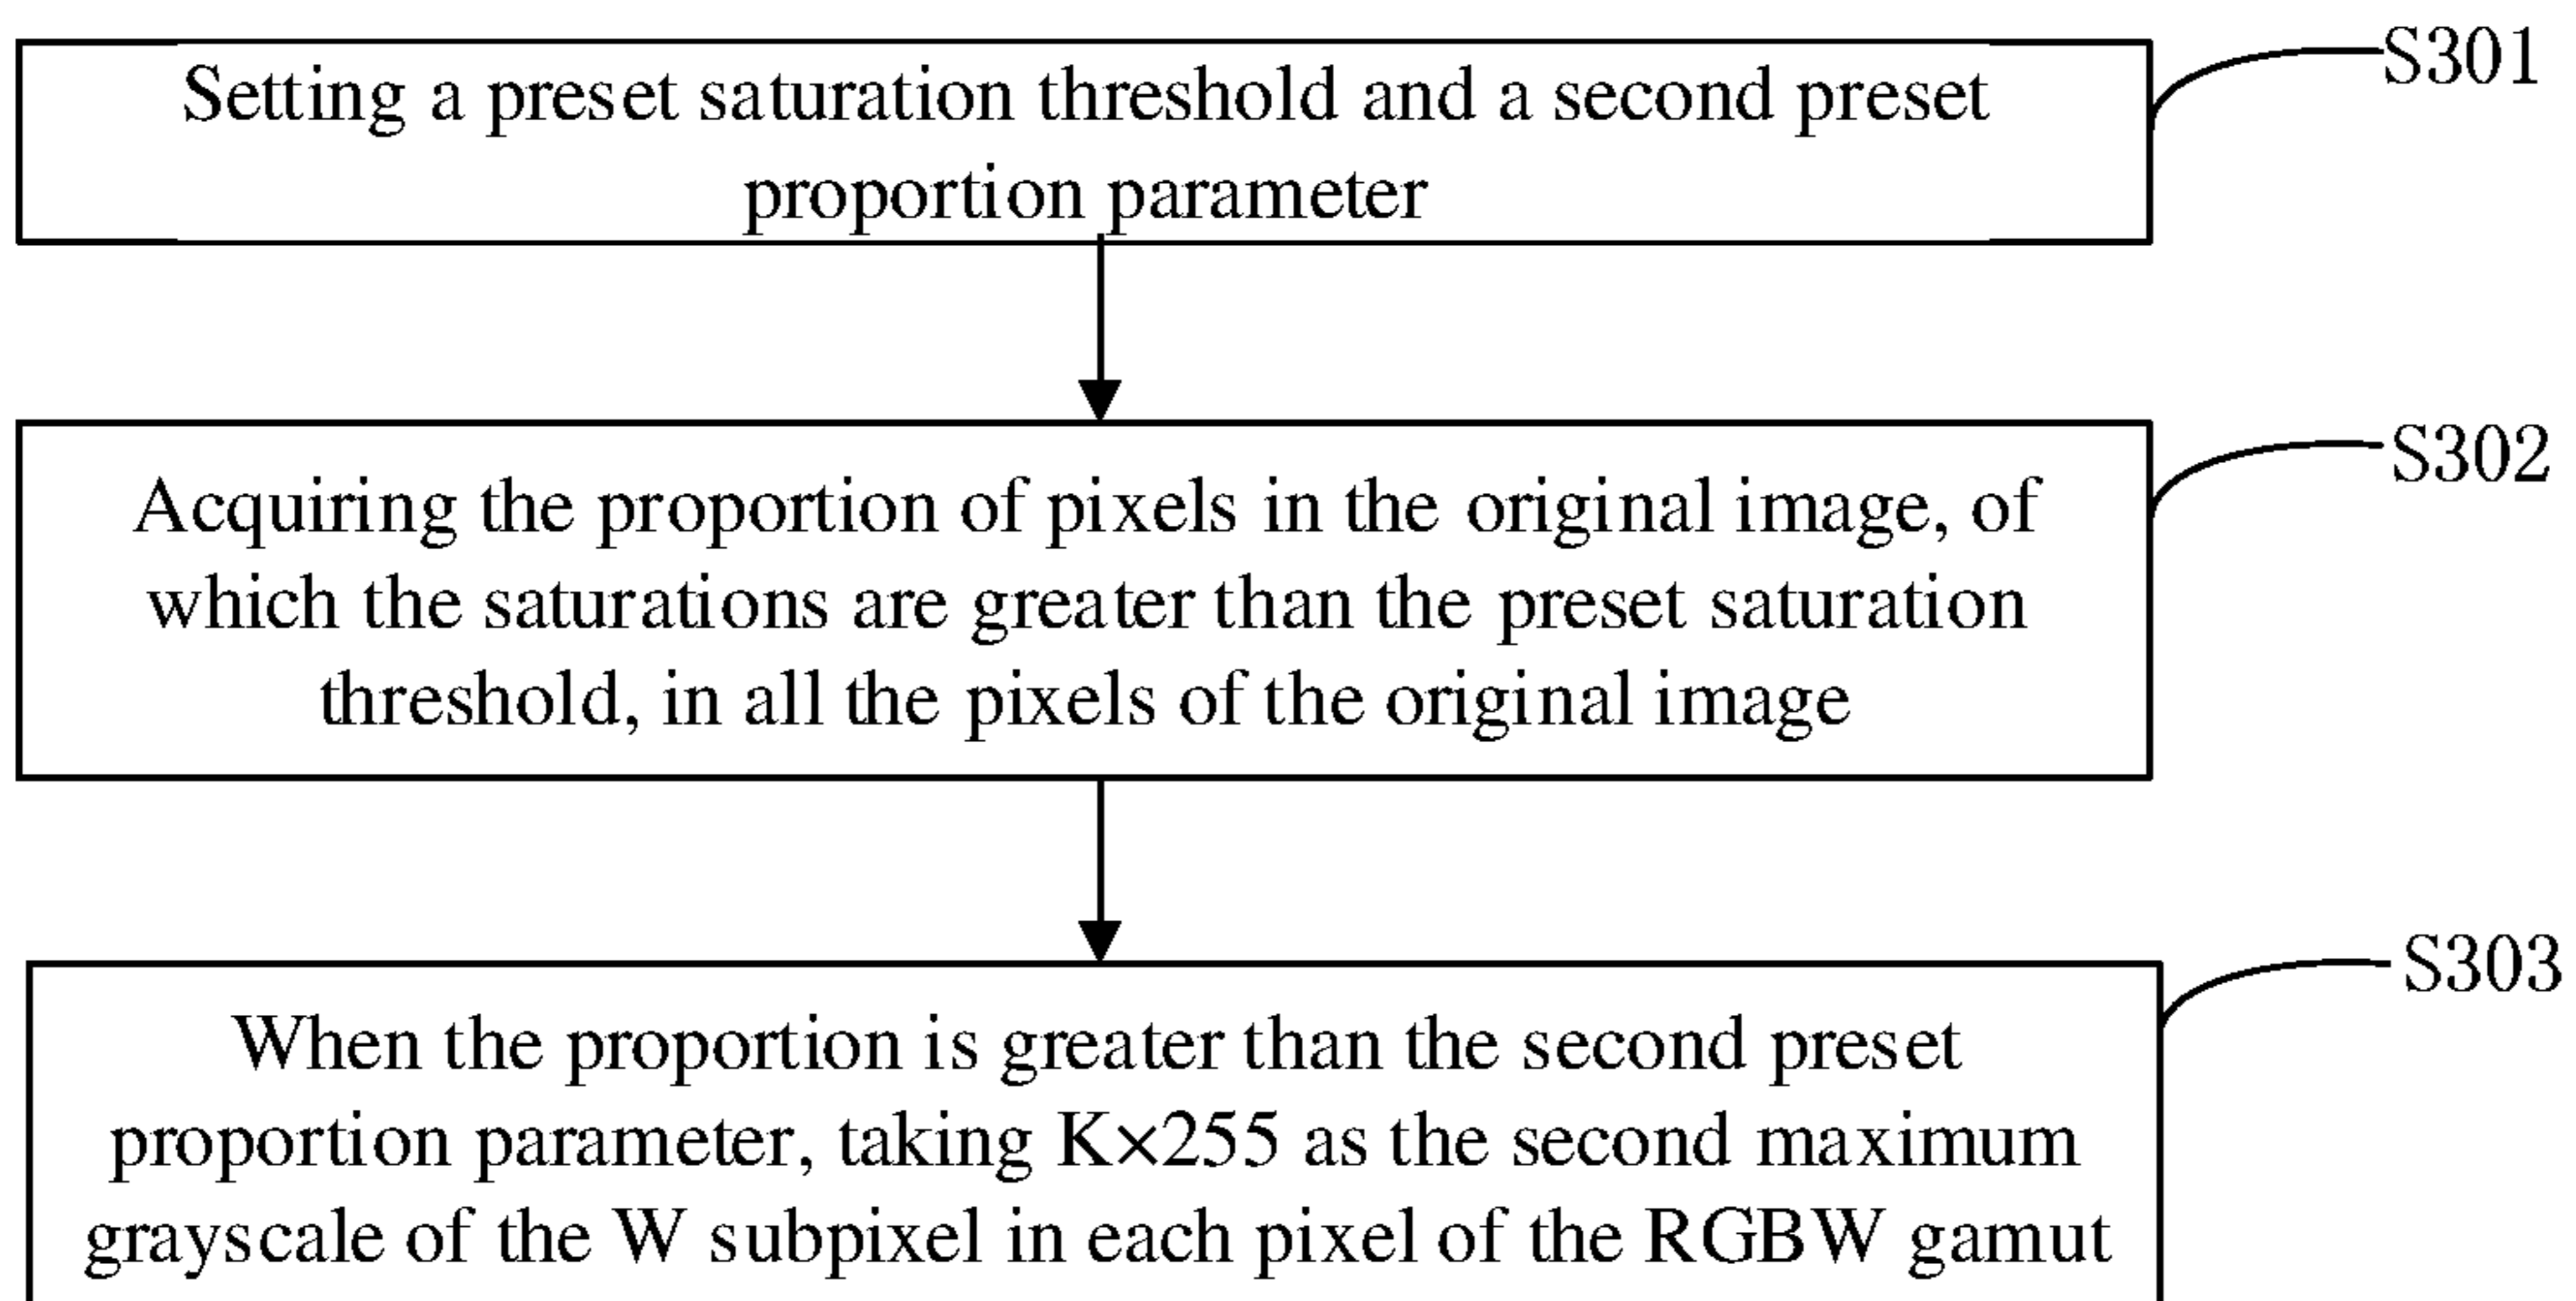 Setting a preset saturation threshold and a second preset
proportion parameter
S301
Acquiring the proportion of pixels in the original image, of
which the saturations are greater than the preset saturation
threshold, in all the pixels of the original image
S302
When the proportion is greater than the second preset
proportion parameter, taking K×255 as the second maximum
grayscale of the W subpixel in each pixel of the RGBW gamut
S303